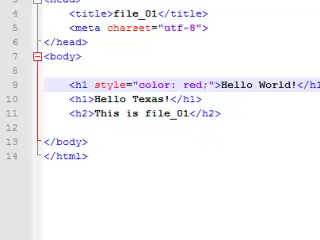 3 <head>
4 <title>file_01</title>
5 <meta charset="utf-8">
6 </head>
7 <body>
8
9 <h1 style="color: red;">Hello World!</h1
10 <h1>Hello Texas!</h1>
11 <h2>This is file_01</h2>
12
13 </body>
14 </html>